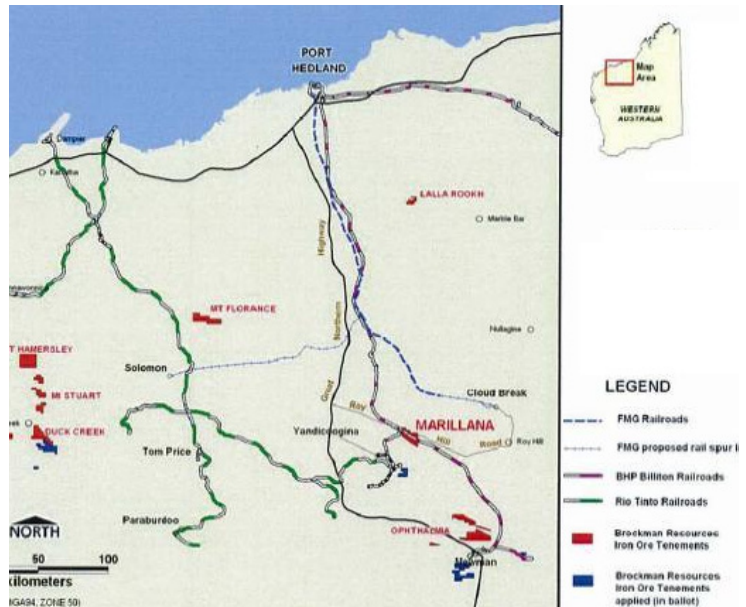 PORT
HEDLAND
Map
Area
WESTERN
AUSTRALIA
Dampier
LALLA ROOKH
Marble Bar
Highway
MT FLORANCE
Northern
Nullagine
T HAMERSLEY
Solomon
Great
Cloud Break
LEGEND
MT STUART
Roy
FMG Railroads
MARILLANA
DUCK CREEK
Yandicoogina
Hill
Road
Roy Hill
FMG proposed rail spur li
Tom Price
BHP Billiton Railroads
Rio Tinto Railroads
Paraburdoo
NORTH
OPHTHALMIA
Brockman Resources
Iron Ore Tenements
Newman
50
100
kilometers
Brockman Resources
Iron Ore Tenements
applied (in ballot)
GA94, ZONE 50)